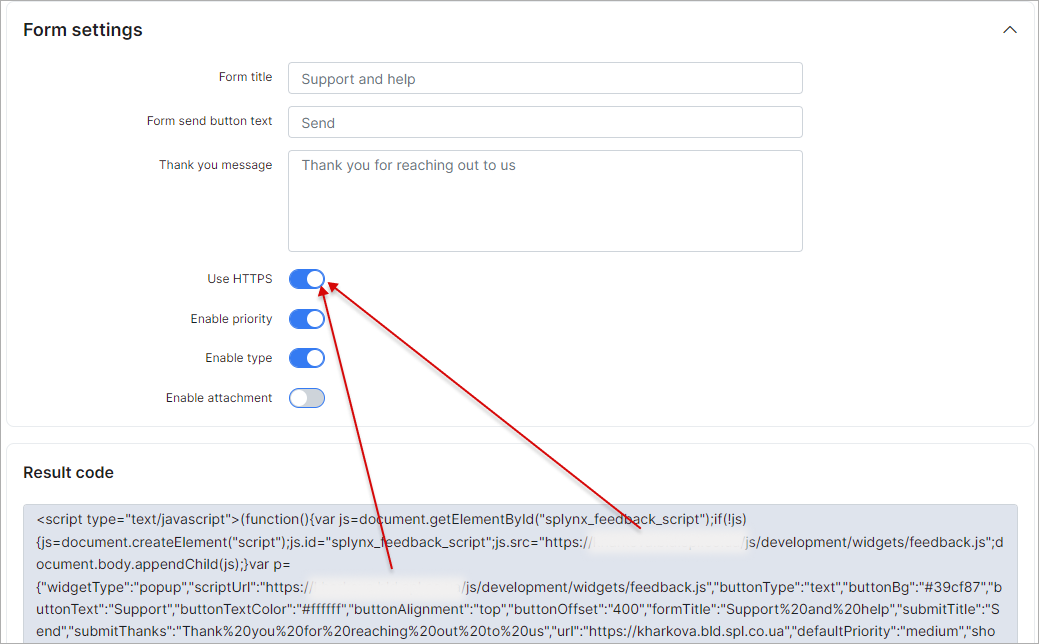 Form settings
Form title
Support and help
Form send button text
Send
Thank you message
Thank you for reaching out to us
Use HTTPS
Enable priority
Enable type
Enable attachment
Result code
<script type="text/javascript">(function(){var js=document.getElementById("splynx_feedback_script");if(!js)
{js=document.createElement("script");js.id="splynx_feedback_script";js.src="https:// /js/development/widgets/feedback.js";d
ocument.body.appendChild(js);}var p=
{"widgetType":"popup","scriptUrl":"https:// /js/development/widgets/feedback.js","buttonType":"text","buttonBg":"#39cf87","b
uttonText":"Support","buttonTextColor":"#ffffff","buttonAlignment":"top","buttonOffset":"400","formTitle":"Support%20and%20help","submitTitle":"S
end","submitThanks":"Thank%20you%20for%20reaching%20out%20to%20us","url":"https://kharkova.bld.spl.co.ua","defaultPriority":"medium","sho